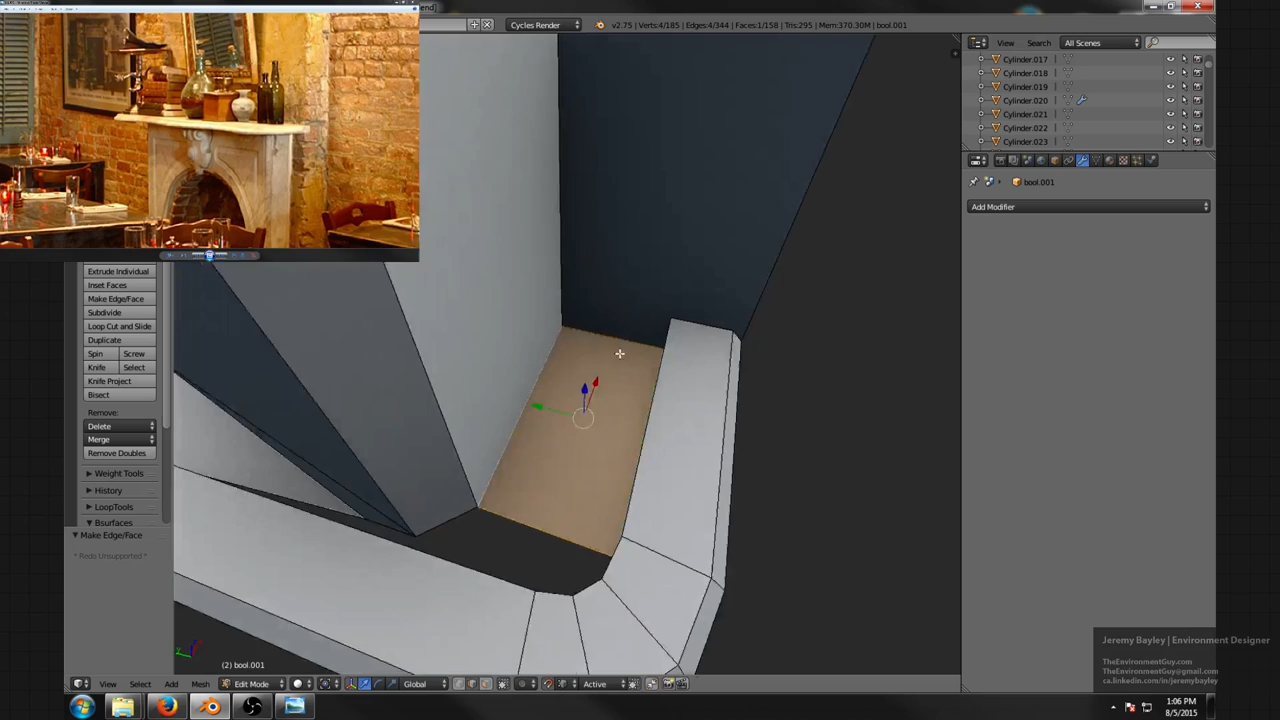 nd]
Cycles Render
v2.75 | Verts:4/185 | Edges:4/344 | Faces:1/158 | Tris:295 | Mem:370.30M | bool.001
View
Search
All Scenes
Cylinder.017
Cylinder.018
Cylinder.019
Cylinder.020
Cylinder.021
Cylinder.022
Cylinder.023
bool.001
Add Modifier
Extrude Individual
Inset Faces
Make Edge/Face
Subdivide
Loop Cut and Slide
Duplicate
Spin
Screw
Knife
Select
Knife Project
Bisect
Remove:
Delete
Merge
Remove Doubles
Weight Tools
History
LoopTools
Bsurfaces
Make Edge/Face
* Redo Unsupported *
(2) bool.001
View
Select
Add
Mesh
Edit Mode
Global
Active
Jeremy Bayley | Environment Designer
TheEnvironmentGuy.com
TheEnvironmentGuy@gmail.com
ca.linkedin.com/in/jeremybayley
1:06 PM
8/5/2015